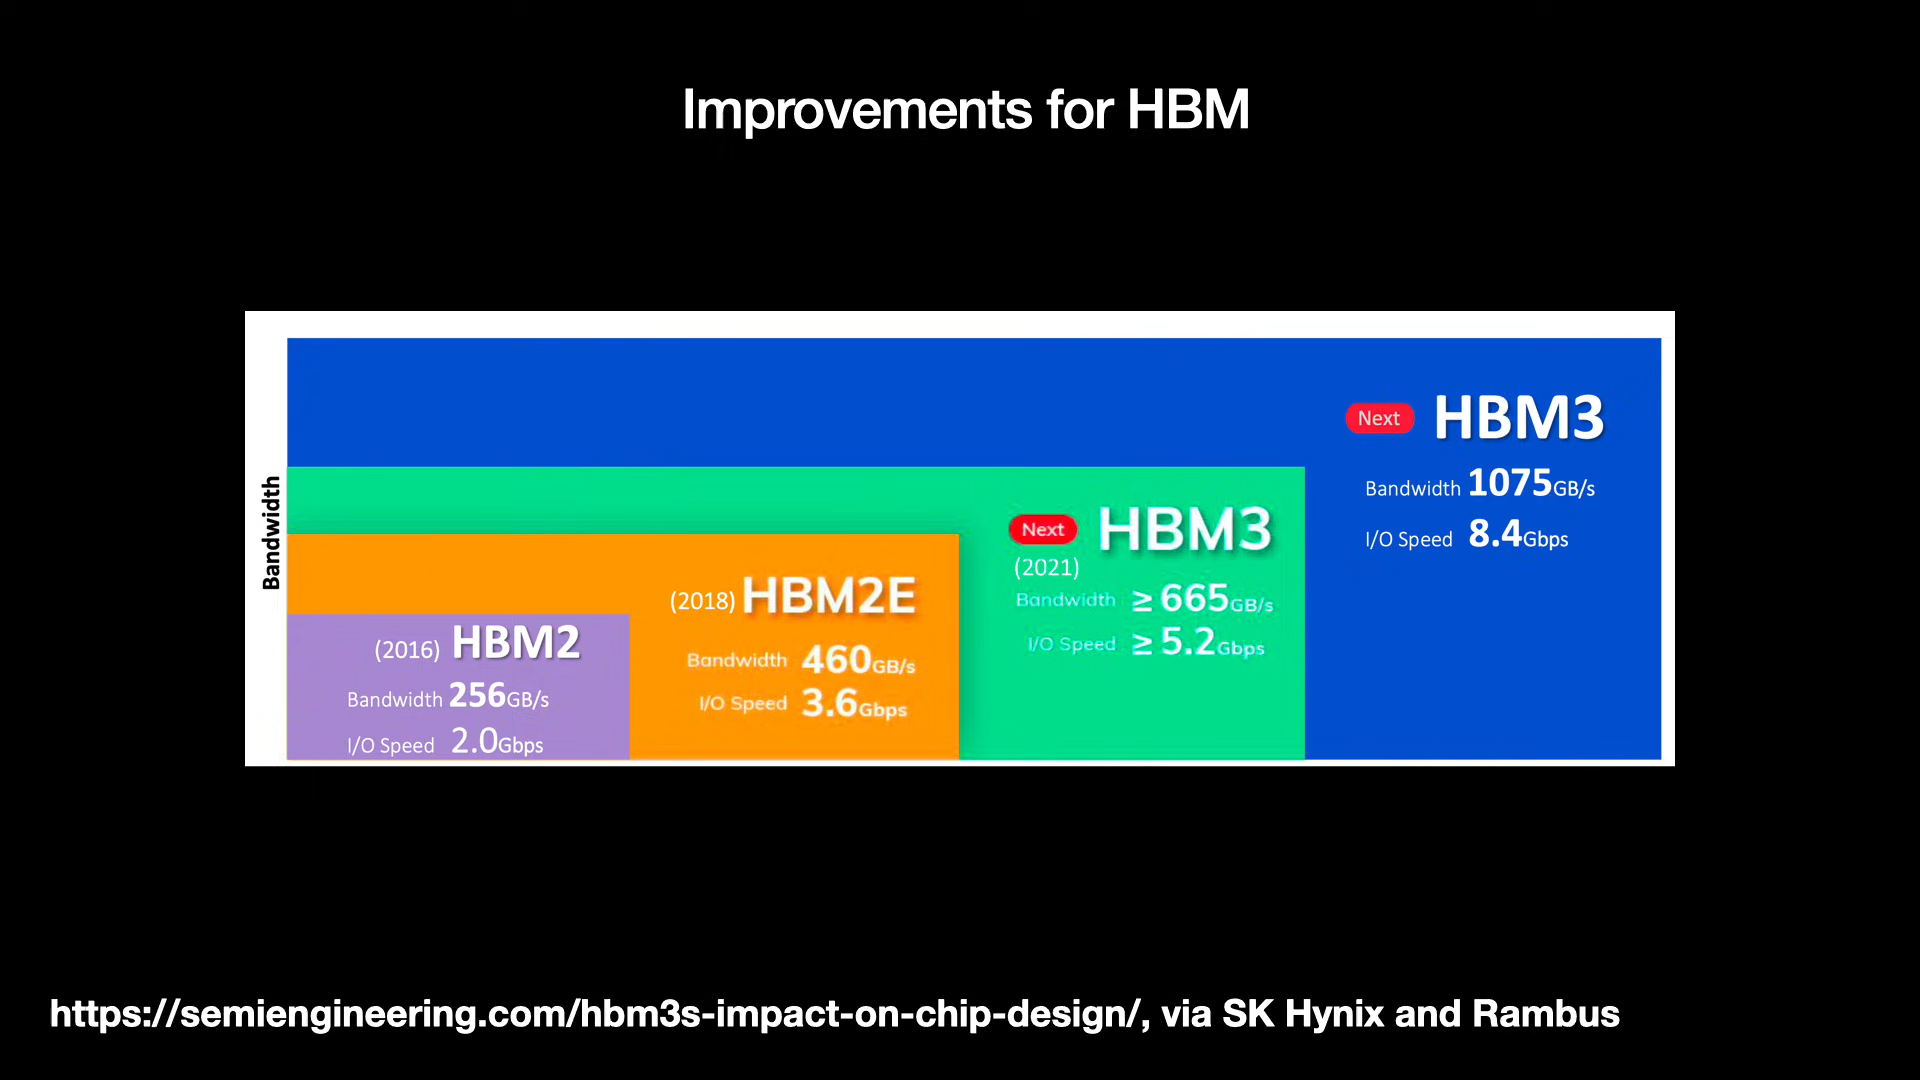 Improvements for HBM
Bandwidth
(2016) HBM2
Bandwidth 256GB/s
I/O Speed 2.0Gbps
(2018) HBM2E
Bandwidth 460GB/s
I/O Speed 3.6Gbps
Next HBM3
(2021)
Bandwidth ≥ 665GB/s
I/O Speed ≥ 5.2Gbps
Next HBM3
Bandwidth 1075GB/s
I/O Speed 8.4Gbps
https://semiengineering.com/hbm3s-impact-on-chip-design/, via SK Hynix and Rambus